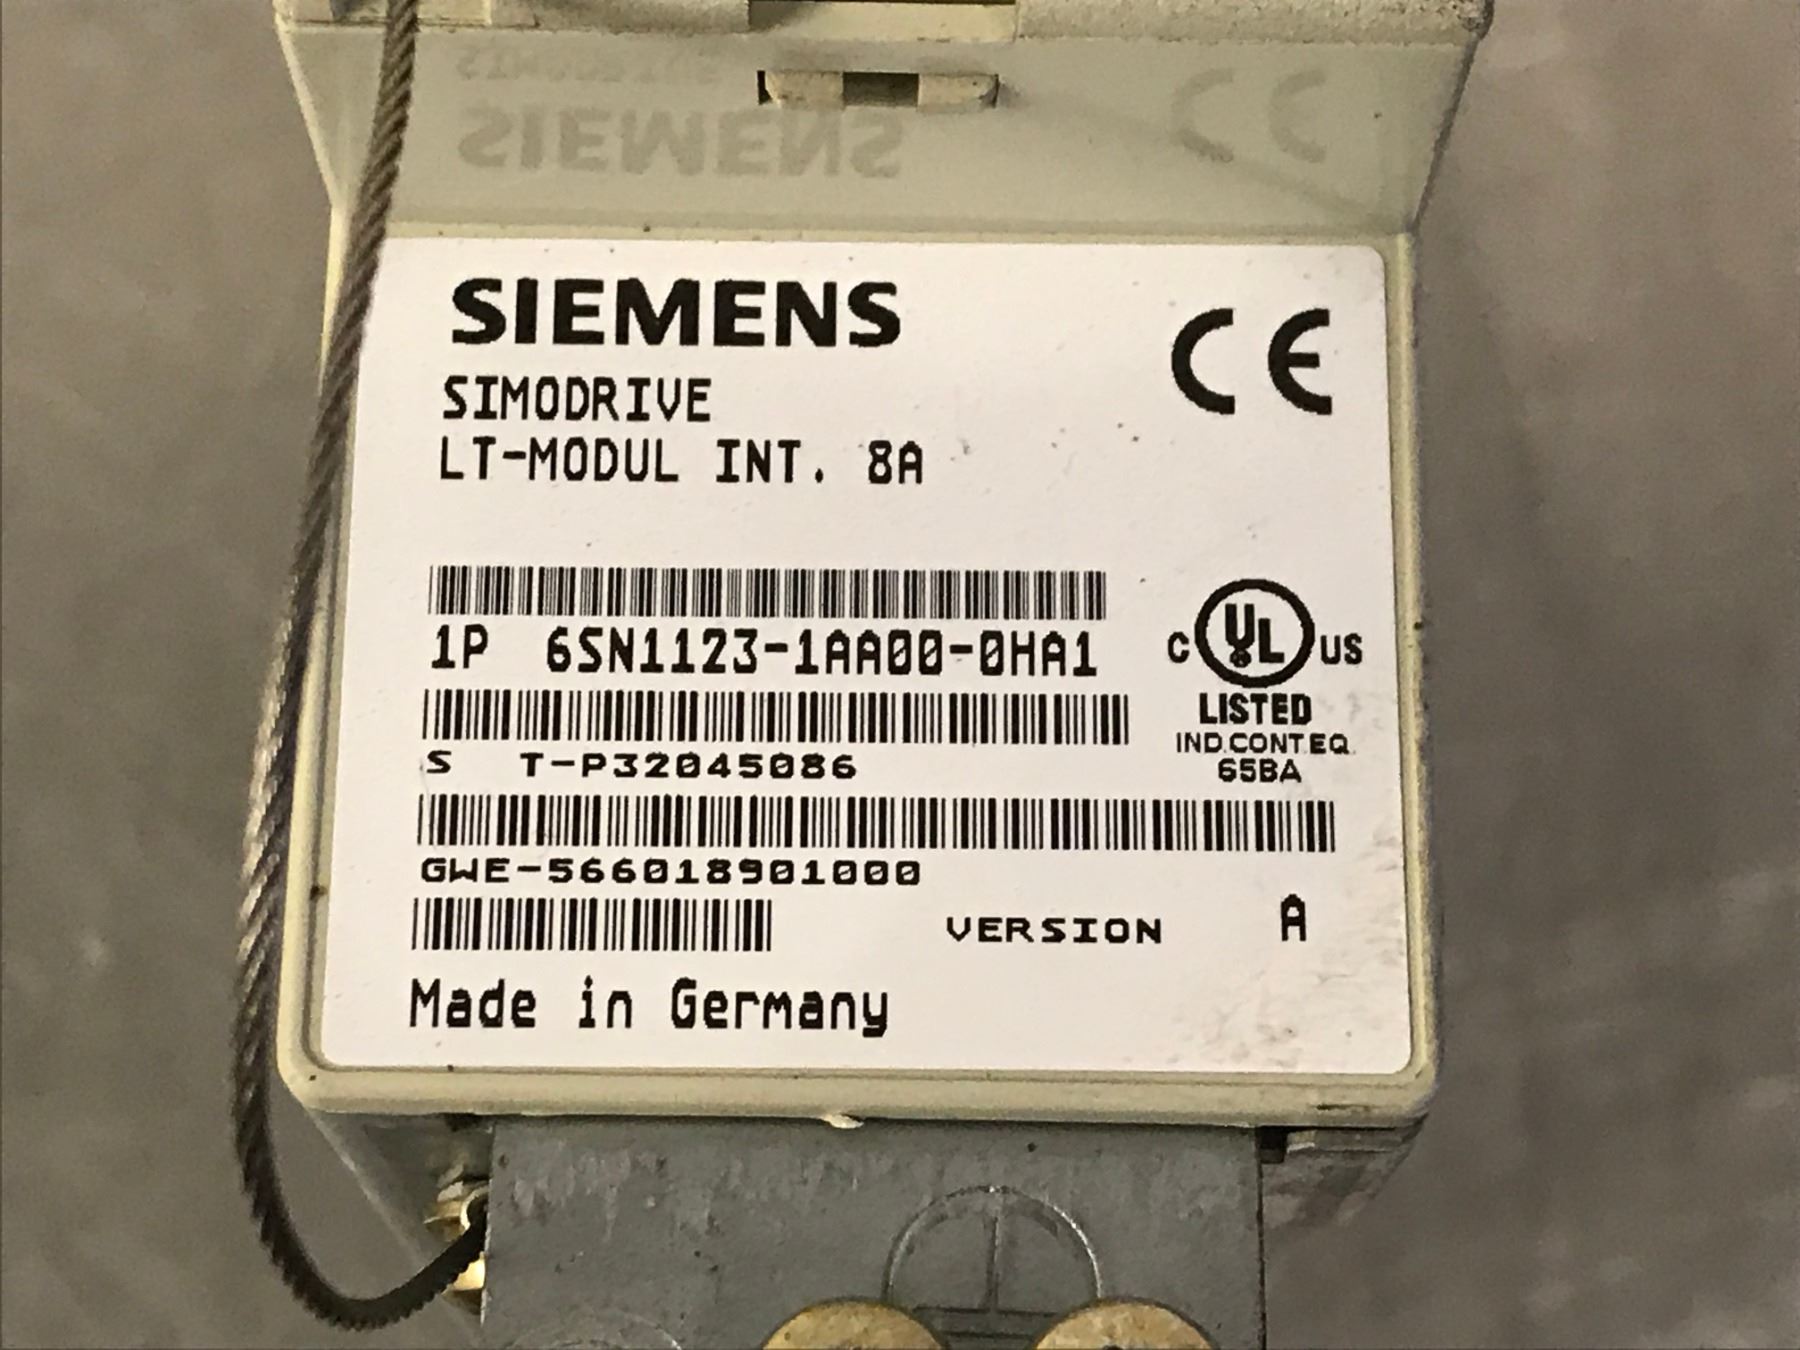 SIEMENS
CE
SIMODRIVE
LT-MODUL INT. 8A
1P 6SN1123-1AA00-0HA1
C UL US
LISTED
IND.CONT.EQ.
65BA
S T-P32045086
GWE-566018901000
VERSION A
Made in Germany